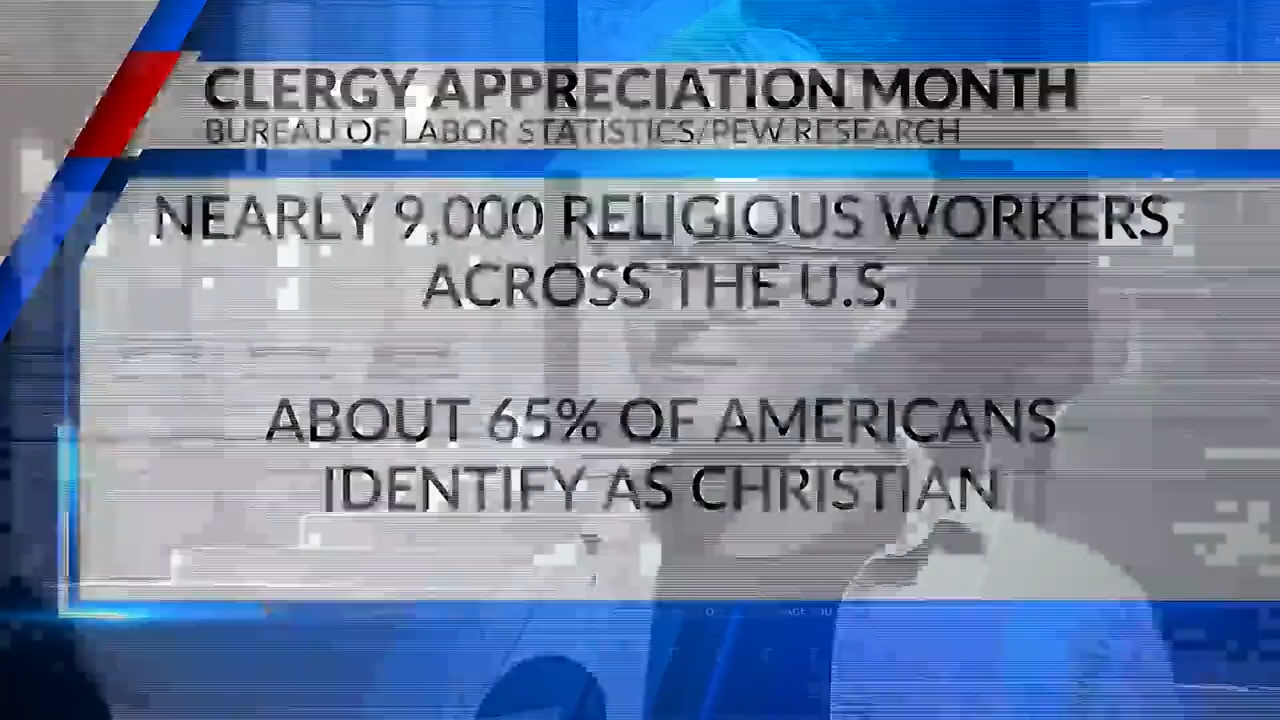 CLERGY APPRECIATION MONTH
BUREAU OF LABOR STATISTICS/PEW RESEARCH
NEARLY 9,000 RELIGIOUS WORKERS
ACROSS THE U.S.
ABOUT 65% OF AMERICANS
IDENTIFY AS CHRISTIAN